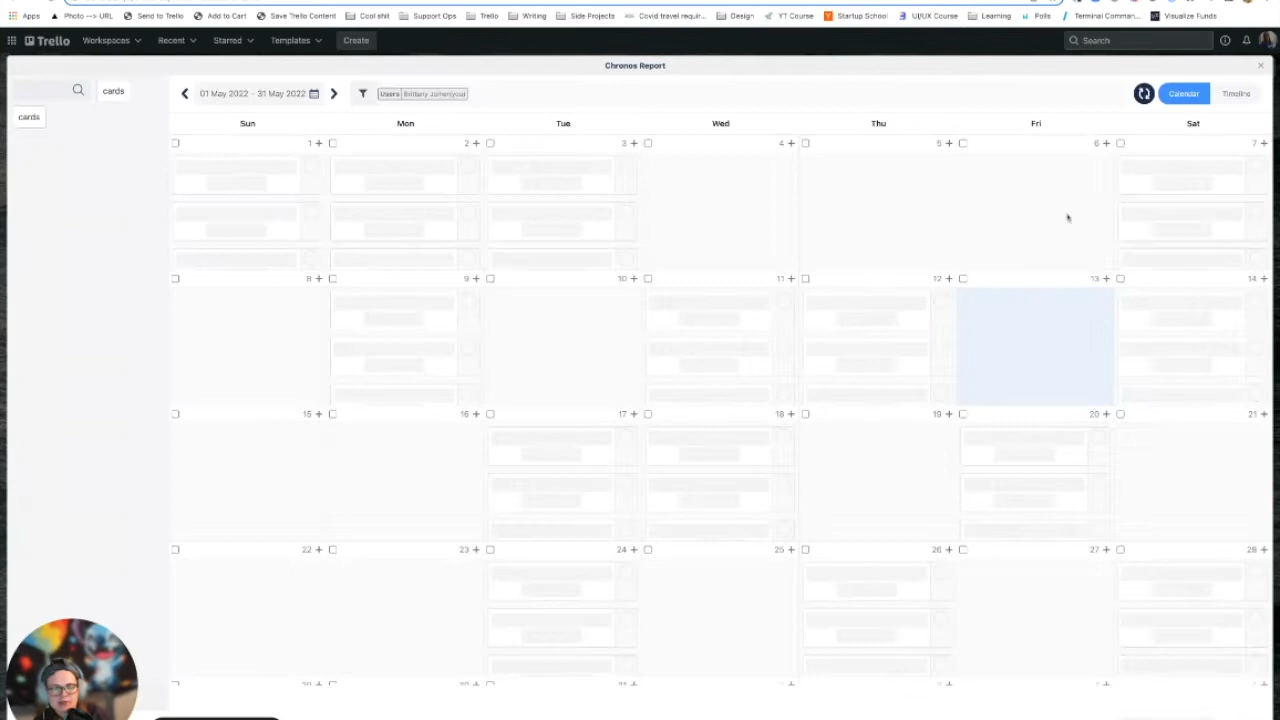 Apps Photo --> URL Send to Trello Add to Cart Save Trello Content Cool shit Support Ops Trello Writing Side Projects Covid travel requir... Design YT Course Startup School UI/UX Course Learning Polls Terminal Comman... Visualize Funds
Trello Workspaces Recent Starred Templates Create Search
Chronos Report
cards 01 May 2022 - 31 May 2022 Users Brittany Calendar Timeline
cards
Sun Mon Tue Wed Thu Fri Sat
1 + 2 + 3 + 4 + 5 + 6 + 7 +
8 + 9 + 10 + 11 + 12 + 13 + 14 +
15 + 16 + 17 + 18 + 19 + 20 + 21 +
22 + 23 + 24 + 25 + 26 + 27 + 28 +